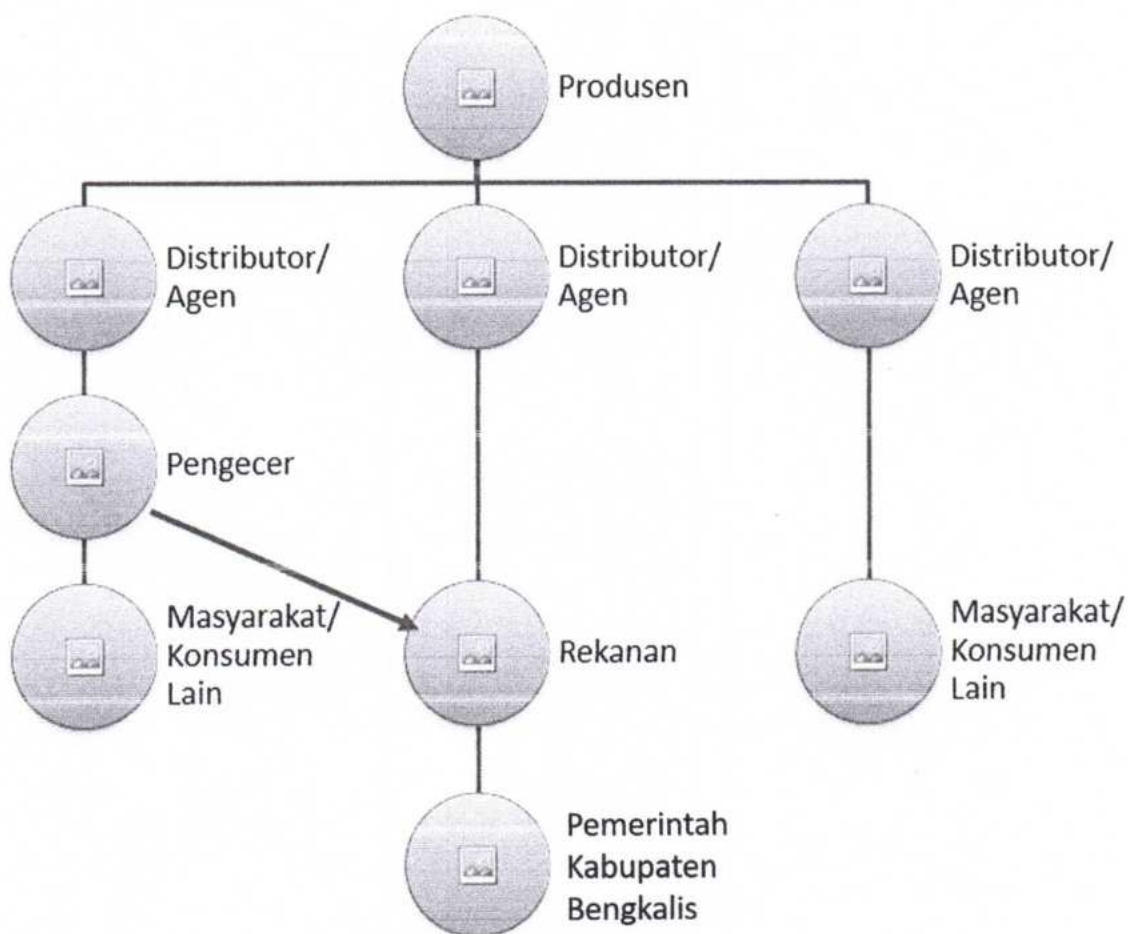 Produsen
Distributor/
Agen
Distributor/
Agen
Distributor/
Agen
Pengecer
Masyarakat/
Konsumen
Lain
Rekanan
Masyarakat/
Konsumen
Lain
Pemerintah
Kabupaten
Bengkalis